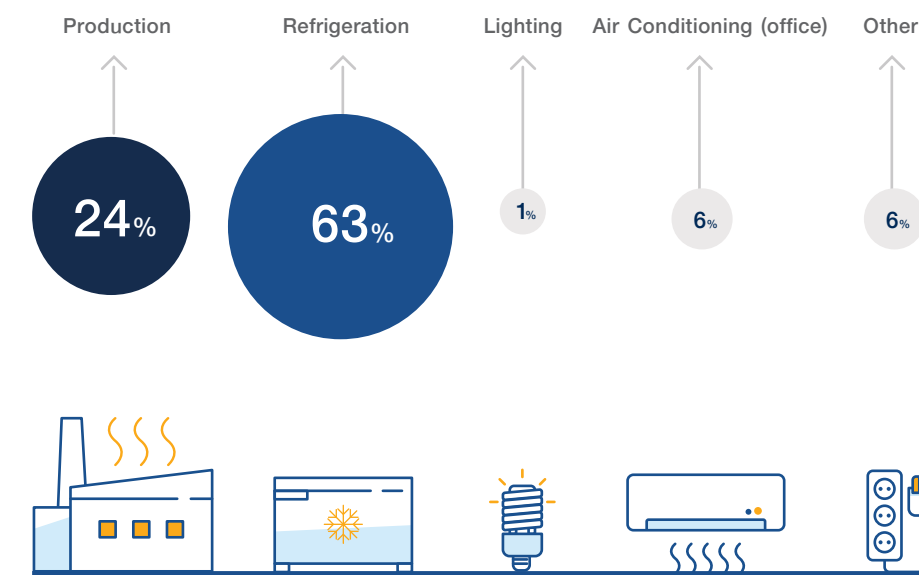 Production Refrigeration Lighting Air Conditioning (office) Other
24% 63% 1% 6% 6%